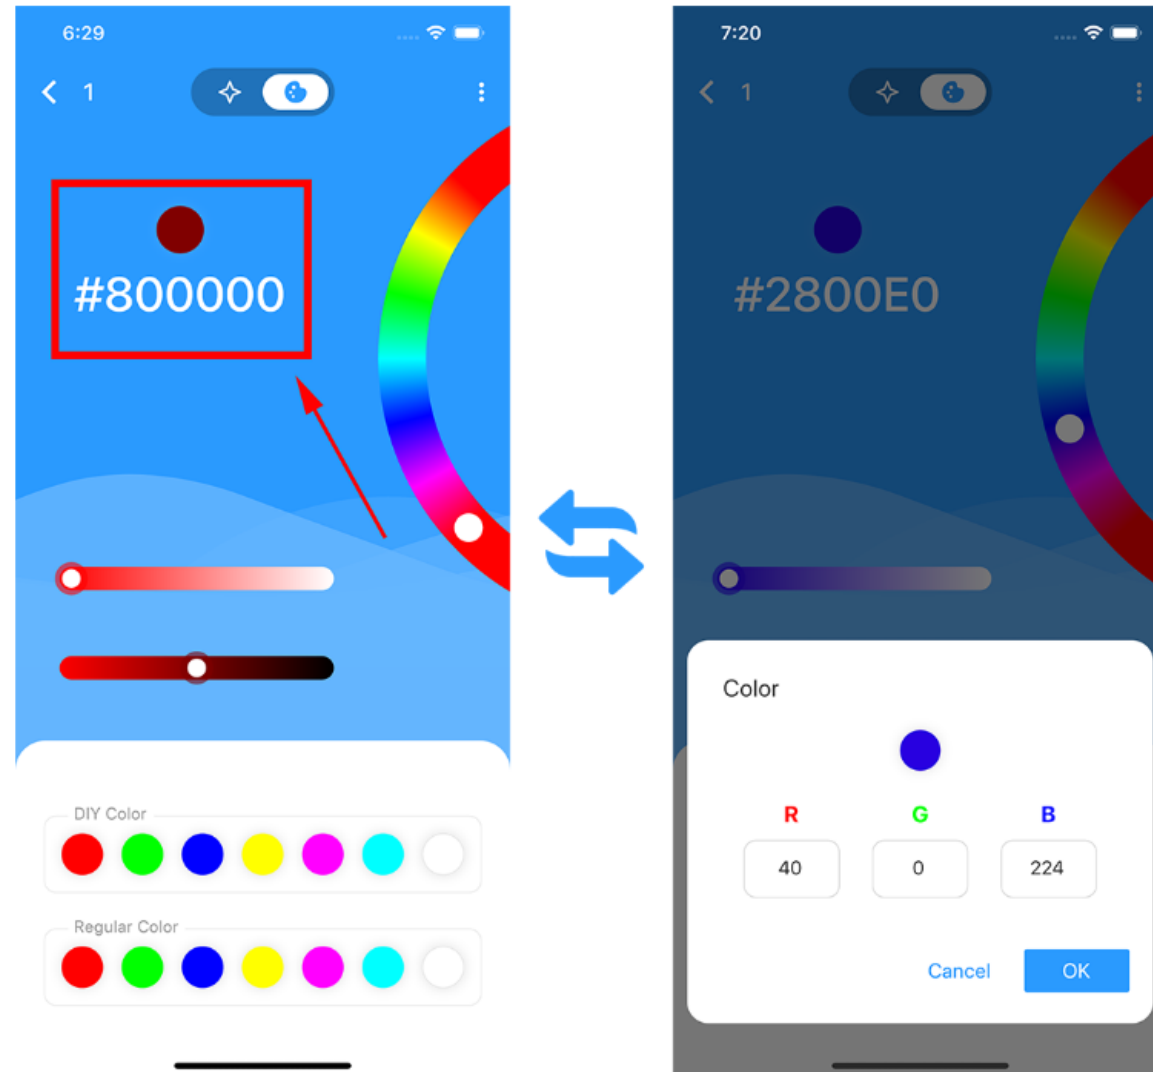 6:29
1
#800000
DIY Color
Regular Color
7:20
1
#2800E0
Color
R G B
40 0 224
Cancel OK